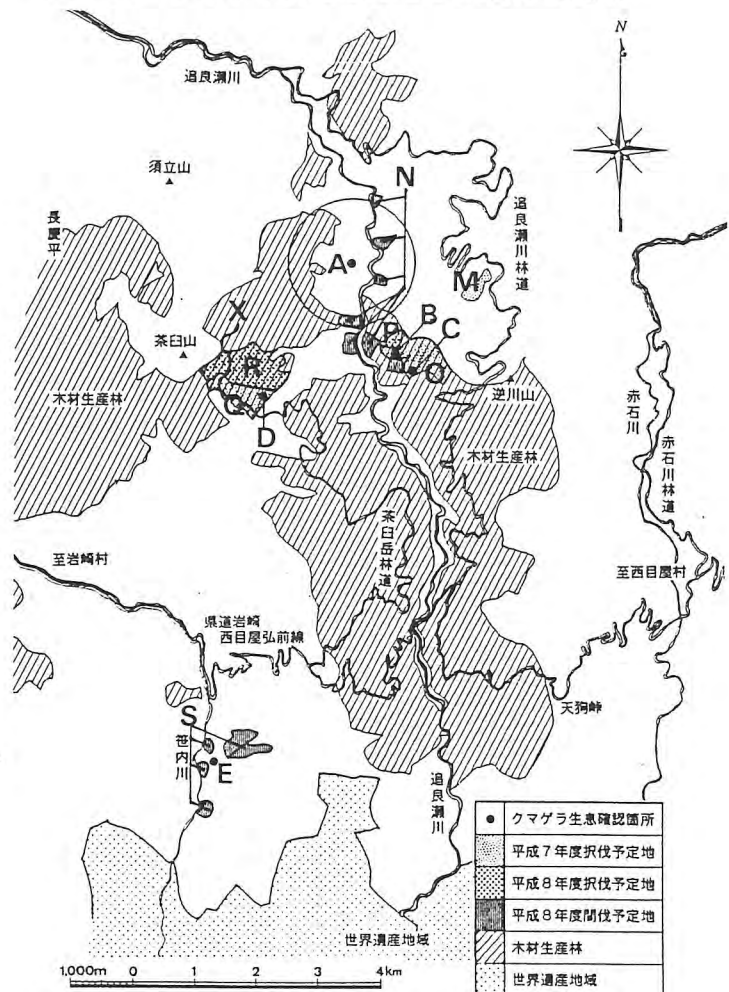 追良瀬川
N
須立山
N
長慶平
追良瀬川林道
A
M
X
B
P
C
茶臼山
R
O
赤石川
木材生産林
Q
逆川山
D
木材生産林
赤石川林道
茶臼岳林道
至岩崎村
至西目屋村
県道岩崎
西目屋弘前線
天狗峠
S
笹内川
E
追良瀬川
クマゲラ生息確認箇所
平成7年度択伐予定地
平成8年度択伐予定地
平成8年度間伐予定地
木材生産林
世界遺産地域
世界遺産地域
1,000m 0 1 2 4km